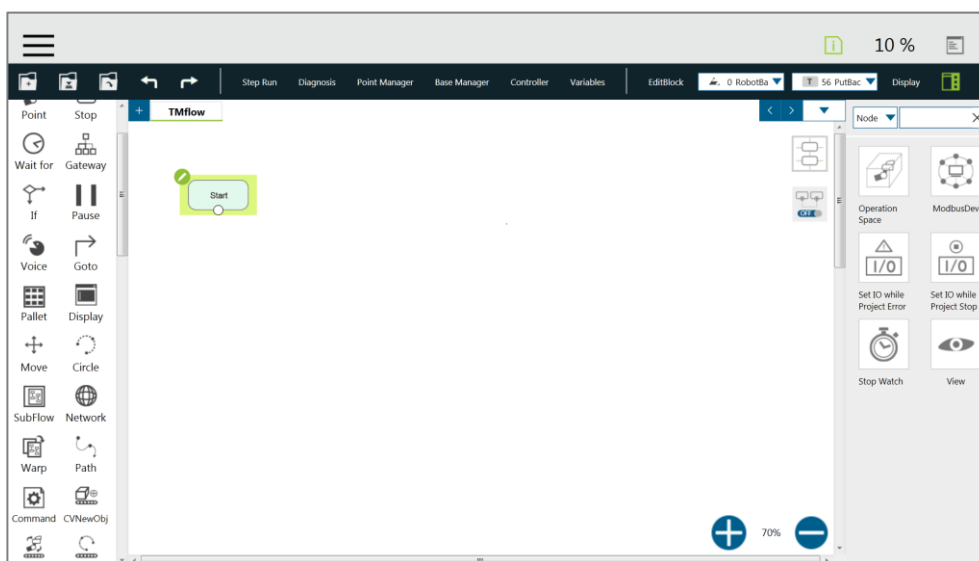 10 %
Step Run Diagnosis Point Manager Base Manager Controller Variables EditBlock 0 RobotBa T 56 PutBac Display
Point Stop
+ TMflow < >
Node
Wait for Gateway
If Pause
Voice Goto
Pallet Display
Move Circle
SubFlow Network
Warp Path
Command CVNewObj
Start
OFF
70%
Operation
Space
ModbusDev
I/O I/O
Set IO while
Project Error
Set IO while
Project Stop
Stop Watch View